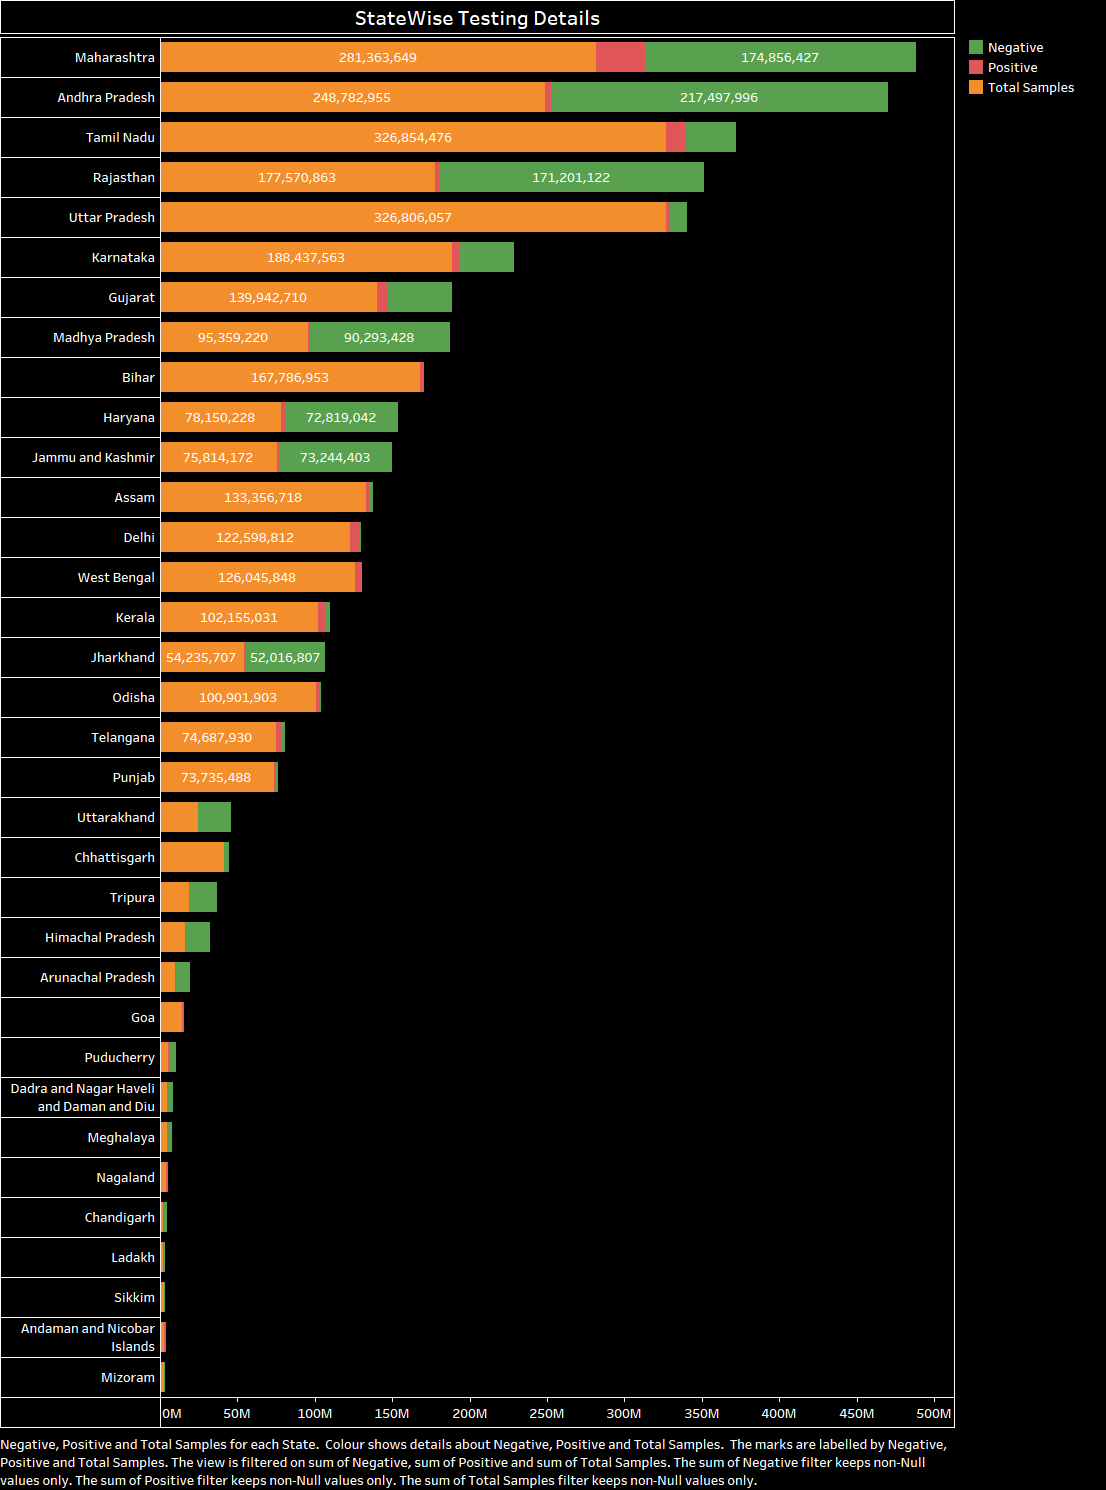 StateWise Testing Details
Negative
Positive
Total Samples
Maharashtra 281,363,649 174,856,427
Andhra Pradesh 248,782,955 217,497,996
Tamil Nadu 326,854,476
Rajasthan 177,570,863 171,201,122
Uttar Pradesh 326,806,057
Karnataka 188,437,563
Gujarat 139,942,710
Madhya Pradesh 95,359,220 90,293,428
Bihar 167,786,953
Haryana 78,150,228 72,819,042
Jammu and Kashmir 75,814,172 73,244,403
Assam 133,356,718
Delhi 122,598,812
West Bengal 126,045,848
Kerala 102,155,031
Jharkhand 54,235,707 52,016,807
Odisha 100,901,903
Telangana 74,687,930
Punjab 73,735,488
Uttarakhand
Chhattisgarh
Tripura
Himachal Pradesh
Arunachal Pradesh
Goa
Puducherry
Dadra and Nagar Haveli
and Daman and Diu
Meghalaya
Nagaland
Chandigarh
Ladakh
Sikkim
Andaman and Nicobar
Islands
Mizoram
0M 50M 100M 150M 200M 250M 300M 350M 400M 450M 500M
Negative, Positive and Total Samples for each State.  Colour shows details about Negative, Positive and Total Samples.  The marks are labelled by Negative,
Positive and Total Samples. The view is filtered on sum of Negative, sum of Positive and sum of Total Samples. The sum of Negative filter keeps non-Null
values only. The sum of Positive filter keeps non-Null values only. The sum of Total Samples filter keeps non-Null values only.